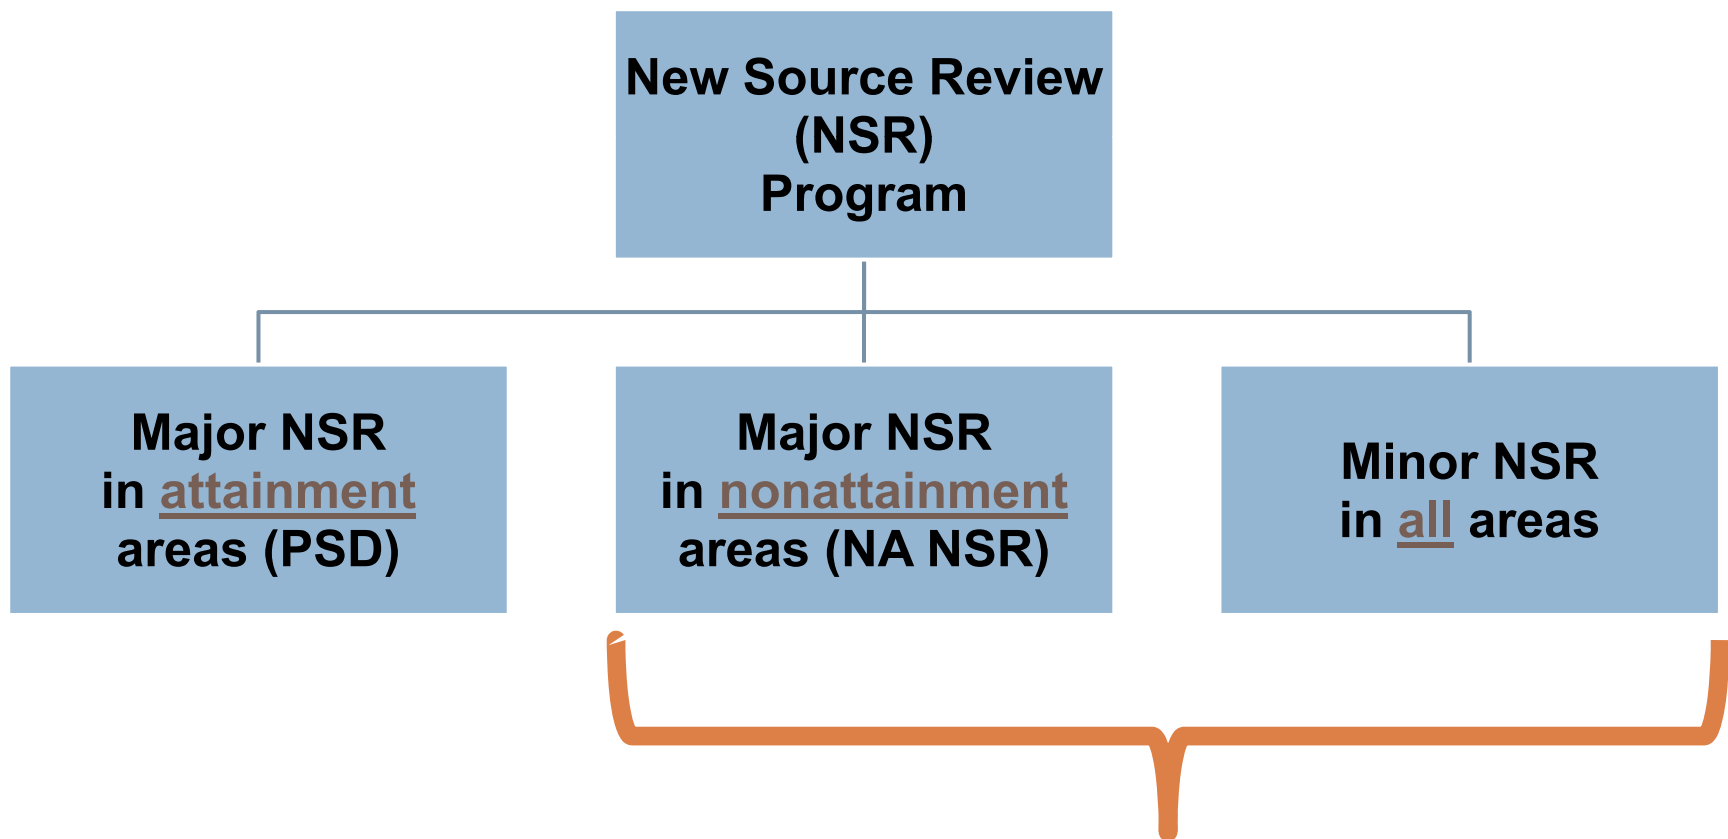 New Source Review
(NSR)
Program
Major NSR
in attainment
areas (PSD)
Major NSR
in nonattainment
areas (NA NSR)
Minor NSR
in all areas